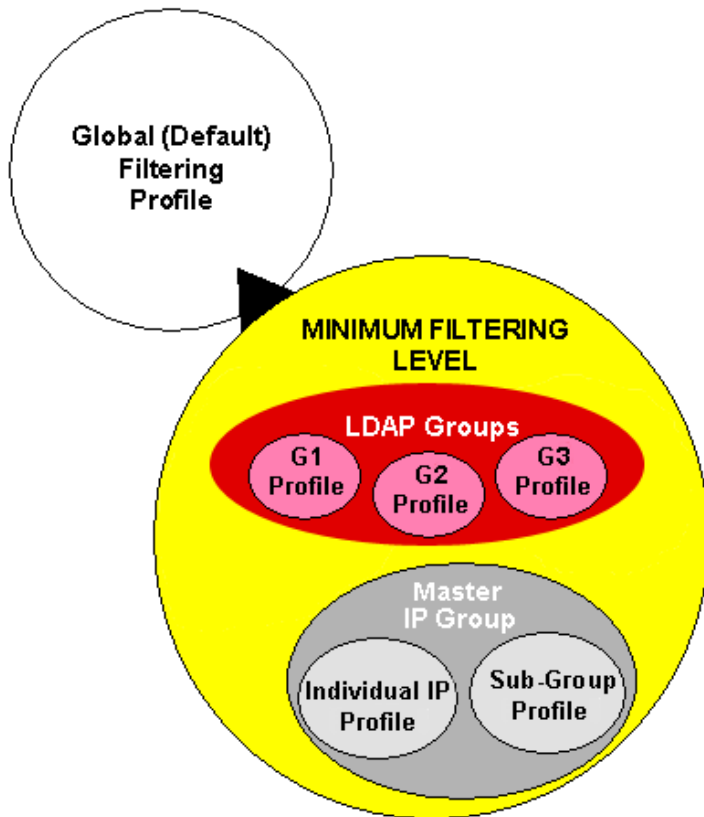 Global (Default)
Filtering
Profile
MINIMUM FILTERING
LEVEL
LDAP Groups
G1
Profile
G2
Profile
G3
Profile
Master
IP Group
Individual IP
Profile
Sub-Group
Profile